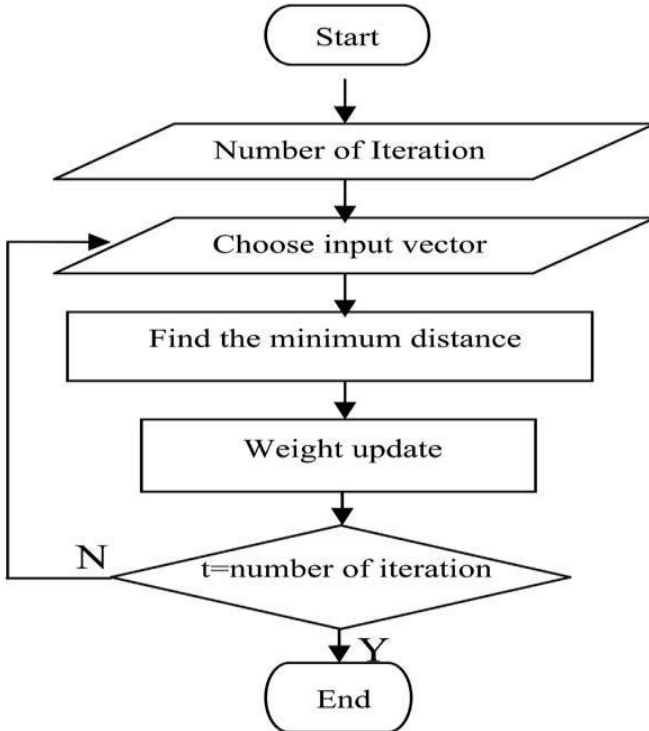 Start
Number of Iteration
Choose input vector
Find the minimum distance
Weight update
t=number of iteration
N
Y
End